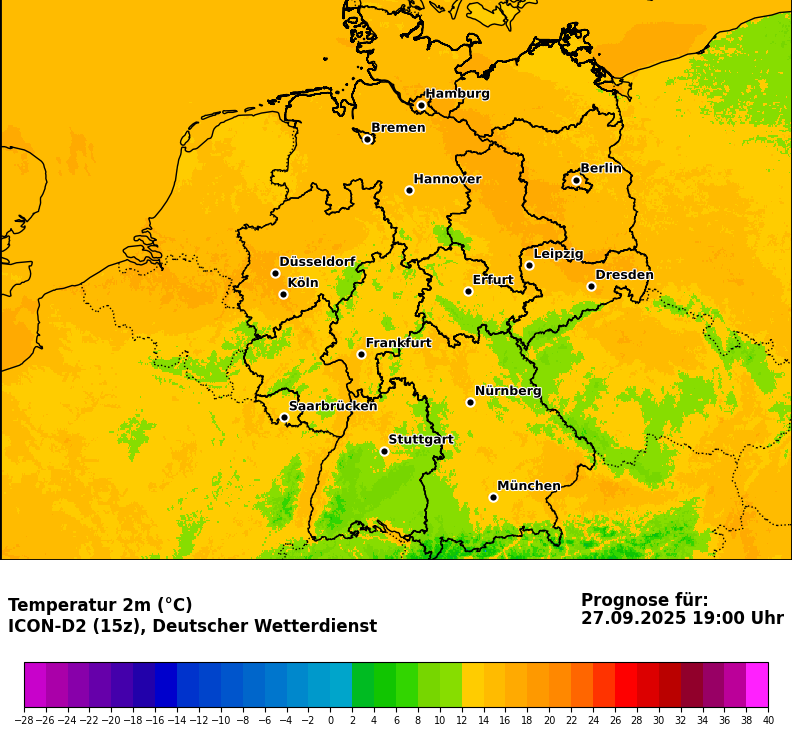 Hamburg
Bremen
Berlin
Hannover
Leipzig
Düsseldorf
Dresden
Erfurt
Köln
Frankfurt
Nürnberg
Saarbrücken
Stuttgart
München
Temperatur 2m (°C)
ICON-D2 (15z), Deutscher Wetterdienst
Prognose für:
27.09.2025 19:00 Uhr
−28 −26 −24 −22 −20 −18 −16 −14 −12 −10 −8 −6 −4 −2 0 2 4 6 8 10 12 14 16 18 20 22 24 26 28 30 32 34 36 38 40